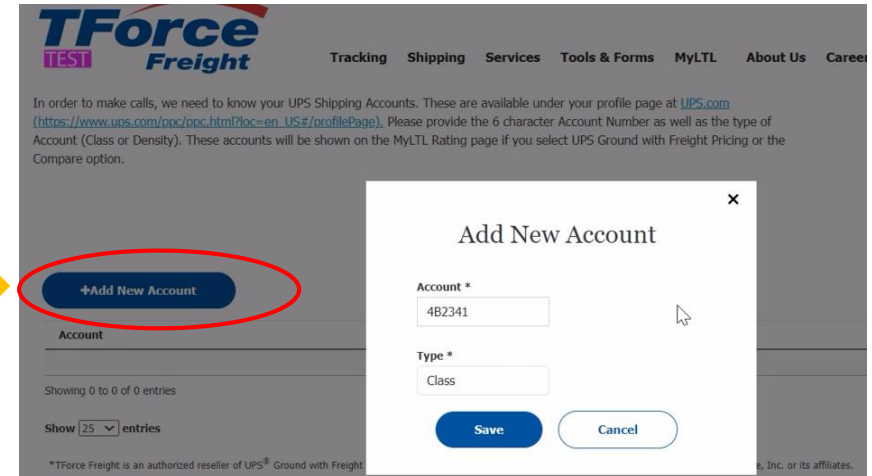 TForce
TEST Freight
Tracking Shipping Services Tools & Forms MyLTL About Us Career
In order to make calls, we need to know your UPS Shipping Accounts. These are available under your profile page at UPS.com
(https://www.ups.com/ppc/ppc.html?loc=en_US#/profilePage). Please provide the 6 character Account Number as well as the type of
Account (Class or Density). These accounts will be shown on the MyLTL Rating page if you select UPS Ground with Freight Pricing or the
Compare option.
×
Add New Account
Account *
4B2341
Type *
Class
Save Cancel
+Add New Account
Account
Showing 0 to 0 of 0 entries
Show 25 entries
*TForce Freight is an authorized reseller of UPS® Ground with Freight
e, Inc. or its affiliates.